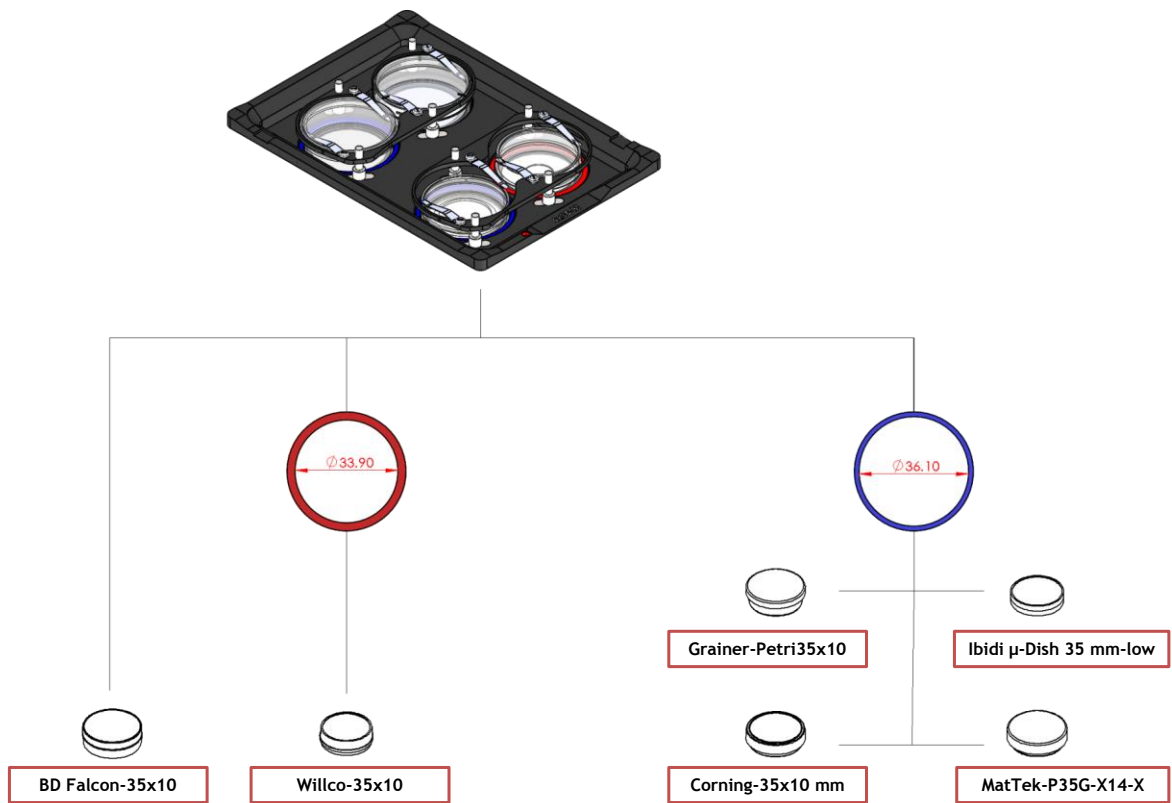 Ø33.90
Ø36.10
Grainer-Petri35x10
Ibidi µ-Dish 35 mm-low
BD Falcon-35x10
Willco-35x10
Corning-35x10 mm
MatTek-P35G-X14-X